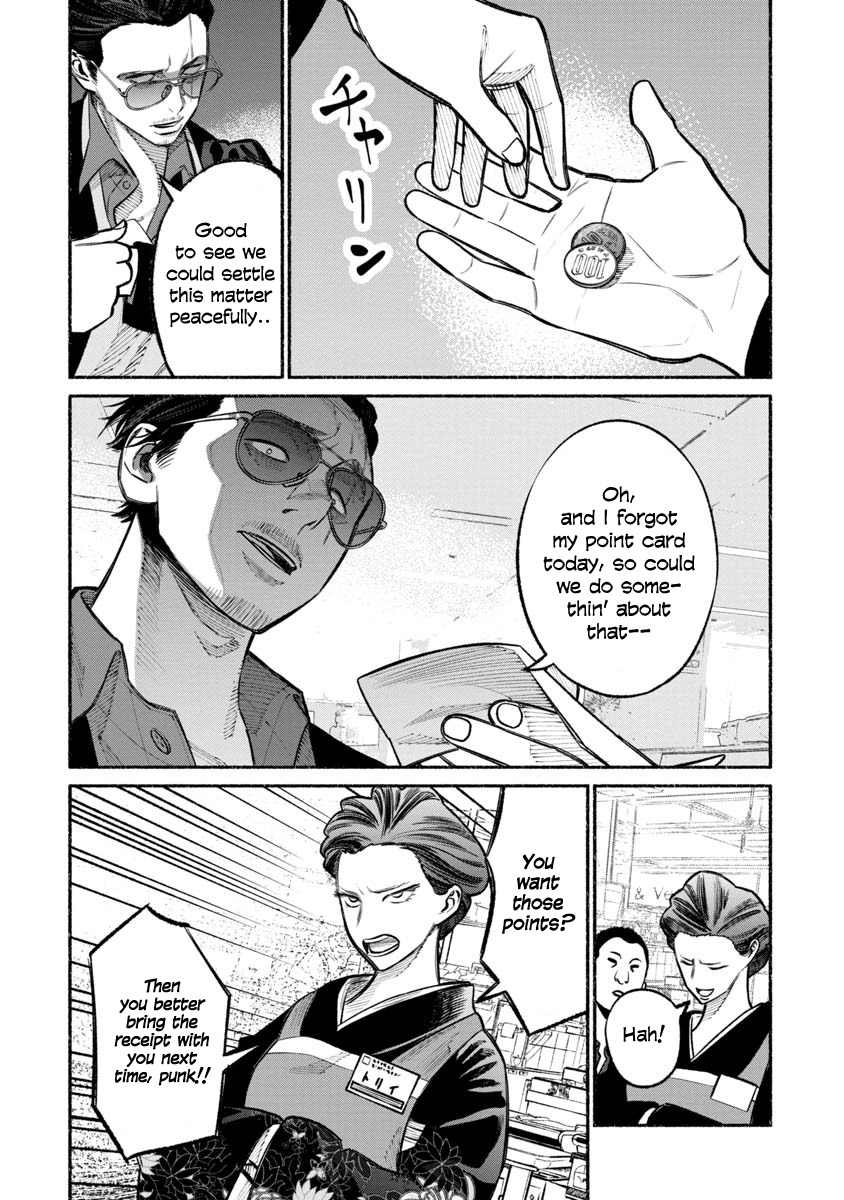 チャリン
100
Good
to see we
could settle
this matter
peacefully..
Oh,
and I forgot
my point card
today, so could
we do some-
thin' about
that--
& Ve
Hah!
You
want
those
points?
トリイ
Then
you better
bring the
receipt with
you next
time, punk!!